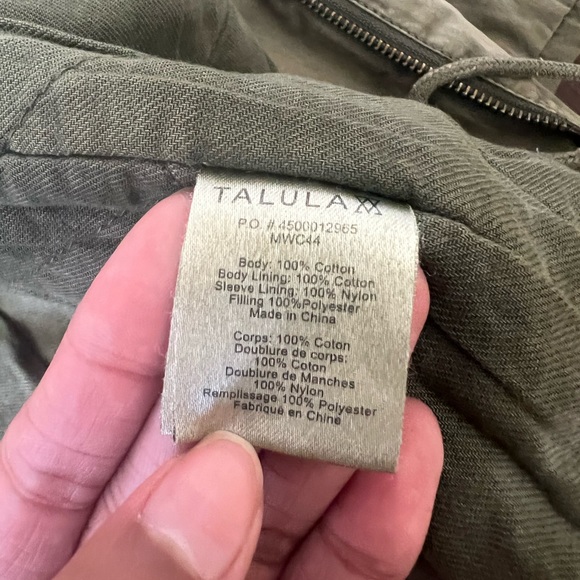 TALULA
P.O. # 4500012965
MWC44
Body: 100% Cotton
Body Lining: 100% Cotton
Sleeve Lining: 100% Nylon
Filling 100%Polyester
Made in China
Corps: 100% Coton
Doublure de corps:
100% Coton
Doublure de Manches
100% Nylon
Remplissage 100% Polyester
Fabriqué en Chine